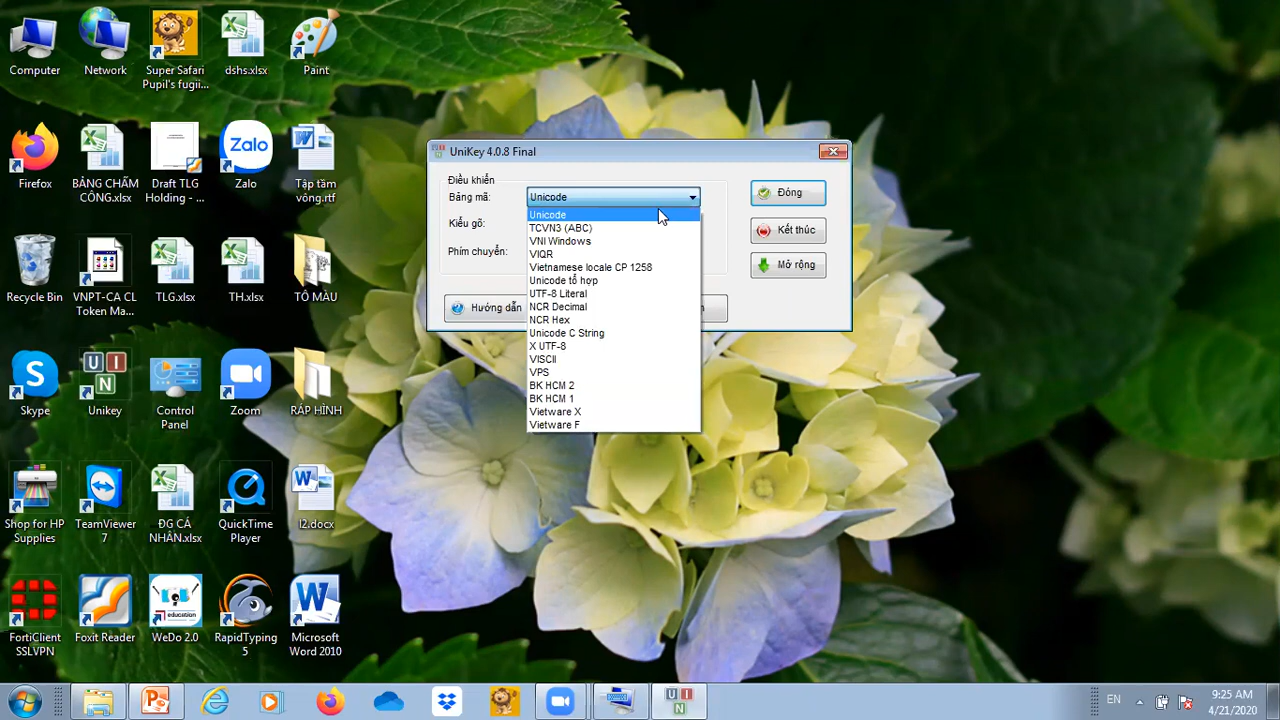 Computer
Network
Super Safari
Pupil's fugii...
dshs.xlsx
Paint
Firefox
BẢNG CHẤM
CÔNG.xlsx
Draft TLG
Holding - ...
Zalo
Zalo
Tập tầm
vông.rtf
Recycle Bin
VNPT-CA CL
Token Ma...
TLG.xlsx
TH.xlsx
TÔ MÀU
Skype
U I
N
Unikey
Control
Panel
Zoom
RÁP HÌNH
Shop for HP
Supplies
TeamViewer
7
ĐG CÁ
NHÂN.xlsx
QuickTime
Player
l2.docx
FortiClient
SSLVPN
Foxit Reader
education
WeDo 2.0
RapidTyping
5
Microsoft
Word 2010
UniKey 4.0.8 Final
Điều khiển
Bảng mã:
Unicode
Kiểu gõ:
Phím chuyển:
Unicode
TCVN3 (ABC)
VNI Windows
VIQR
Vietnamese locale CP 1258
Unicode tổ hợp
UTF-8 Literal
NCR Decimal
NCR Hex
Unicode C String
X UTF-8
VISCII
VPS
BK HCM 2
BK HCM 1
Vietware X
Vietware F
Hướng dẫn
Đóng
Kết thúc
Mở rộng
U I
N
EN
9:25 AM
4/21/2020